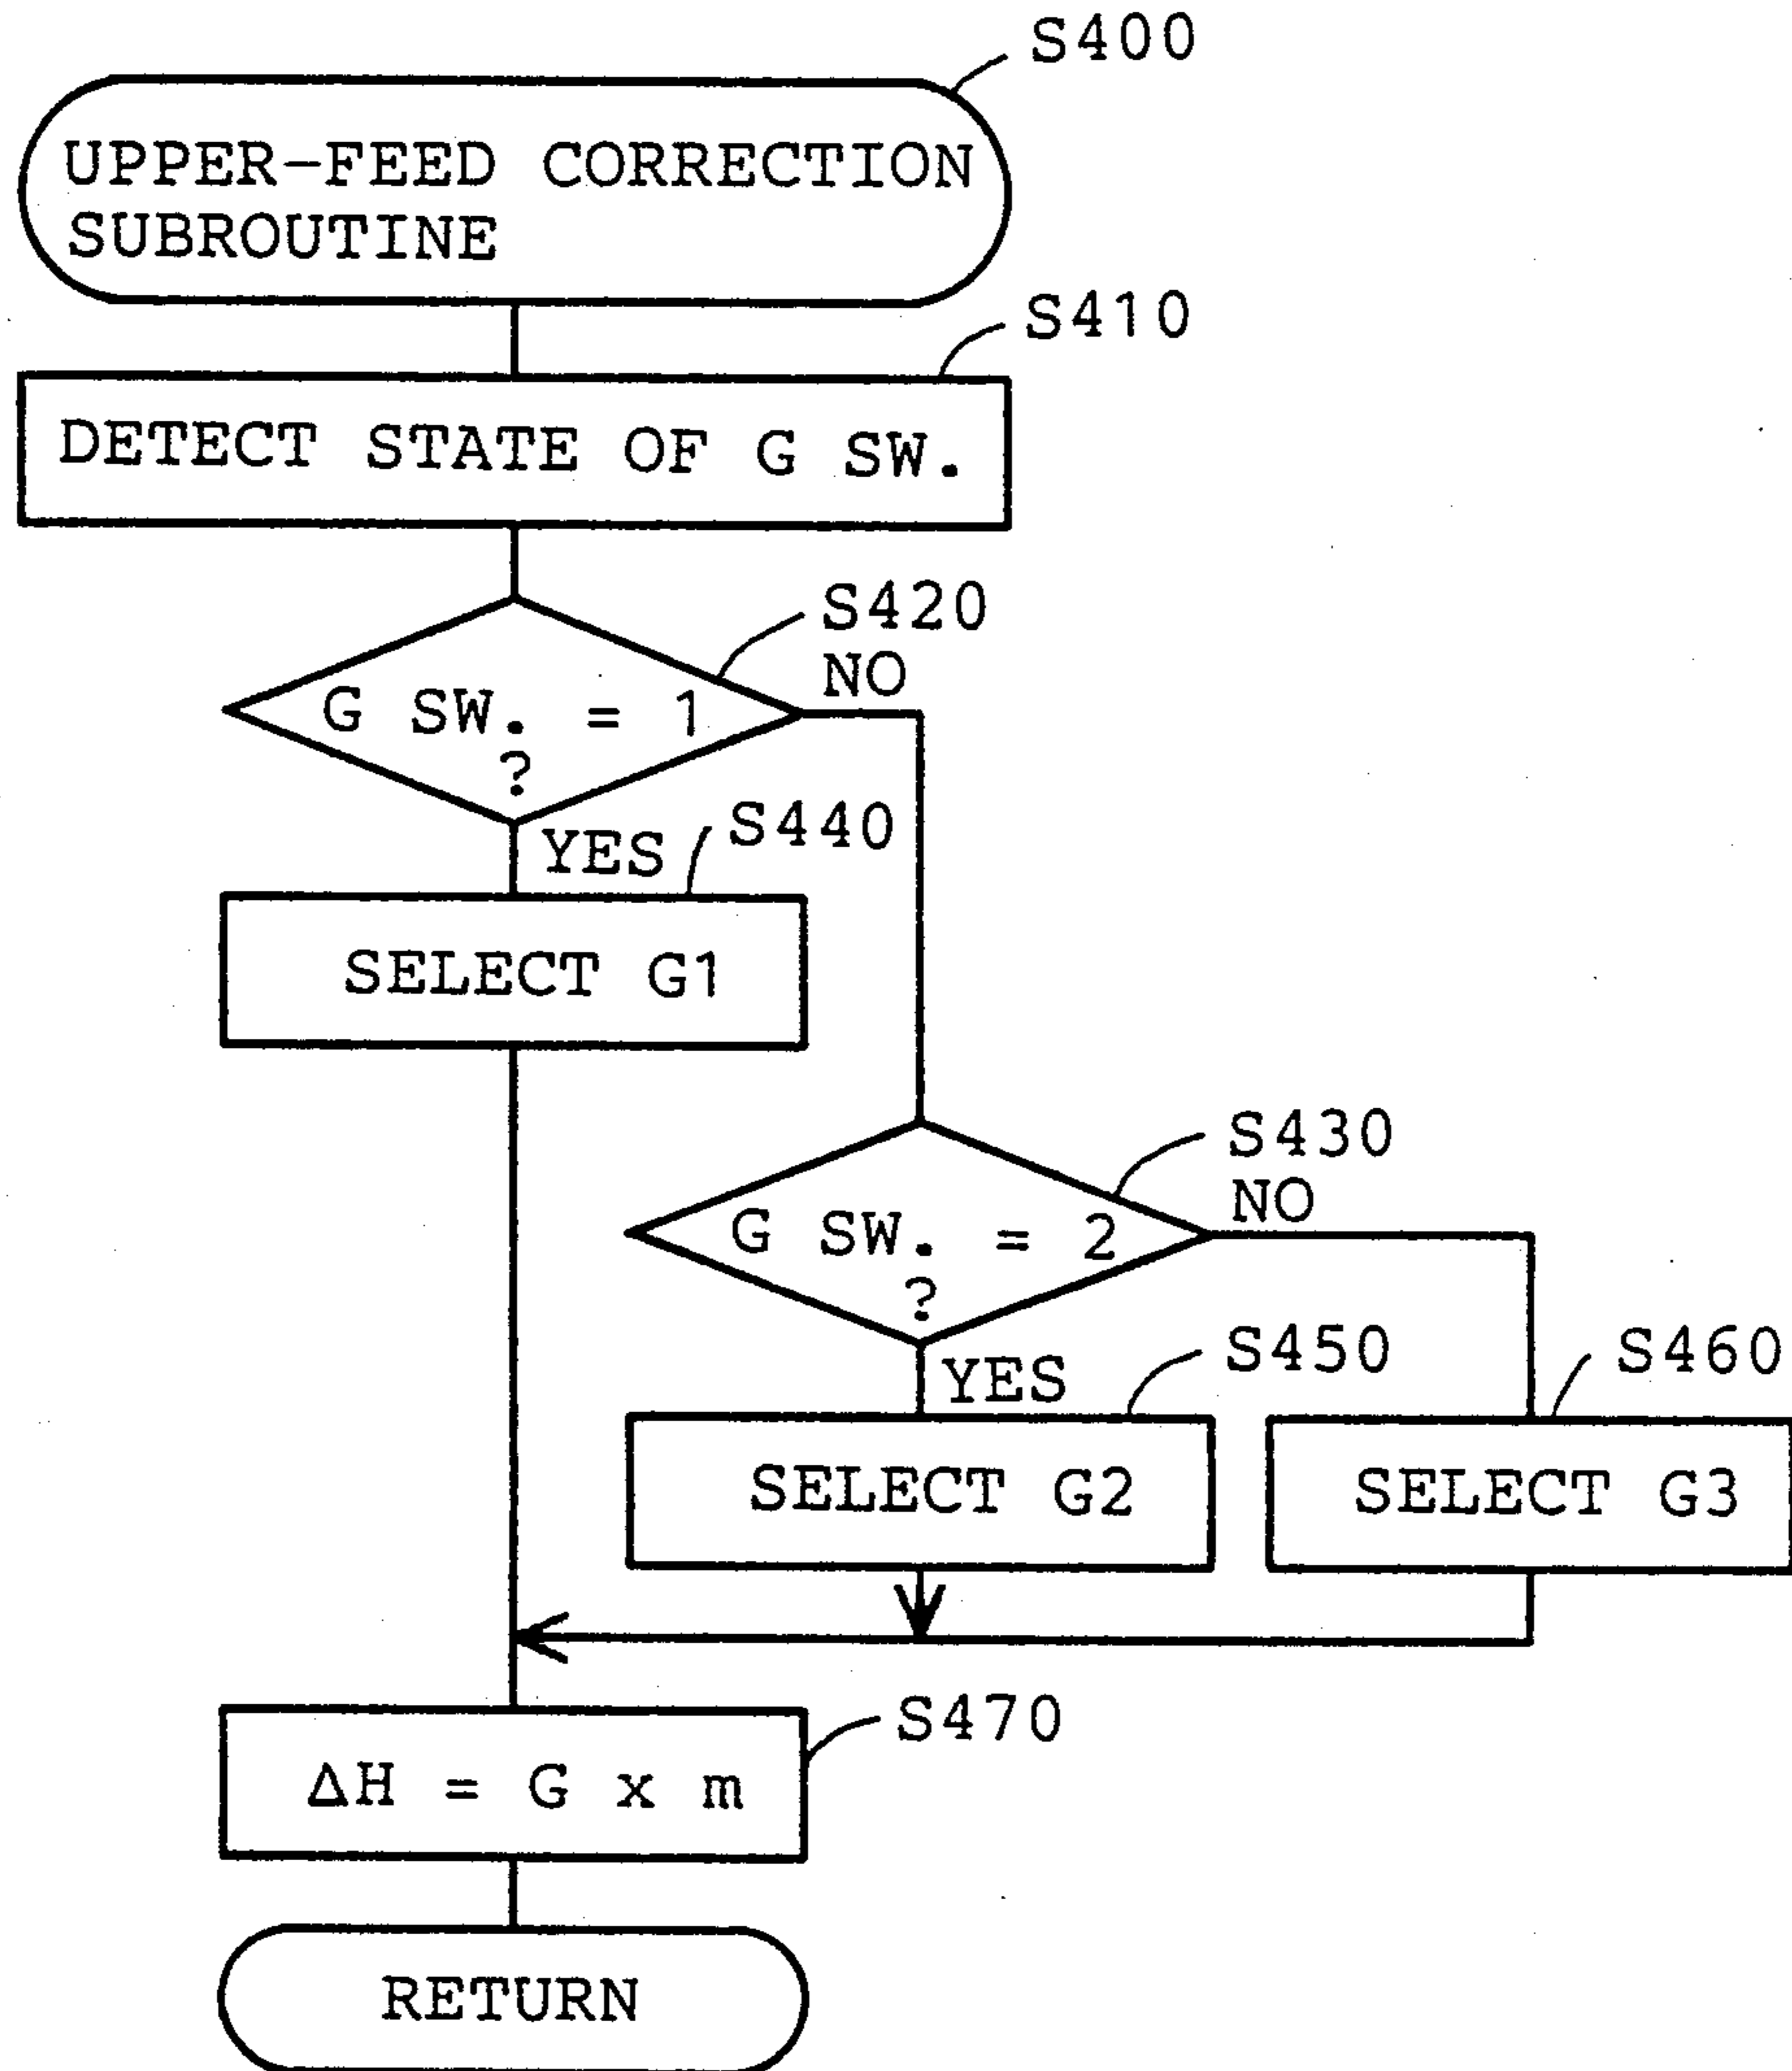 S400
UPPER-FEED CORRECTION
SUBROUTINE
S410
DETECT STATE OF G SW.
S420
NO
G SW. = 1
?
YES
S440
SELECT G1
S430
NO
G SW. = 2
?
YES
S450
S460
SELECT G2
SELECT G3
S470
ΔH = G x m
RETURN